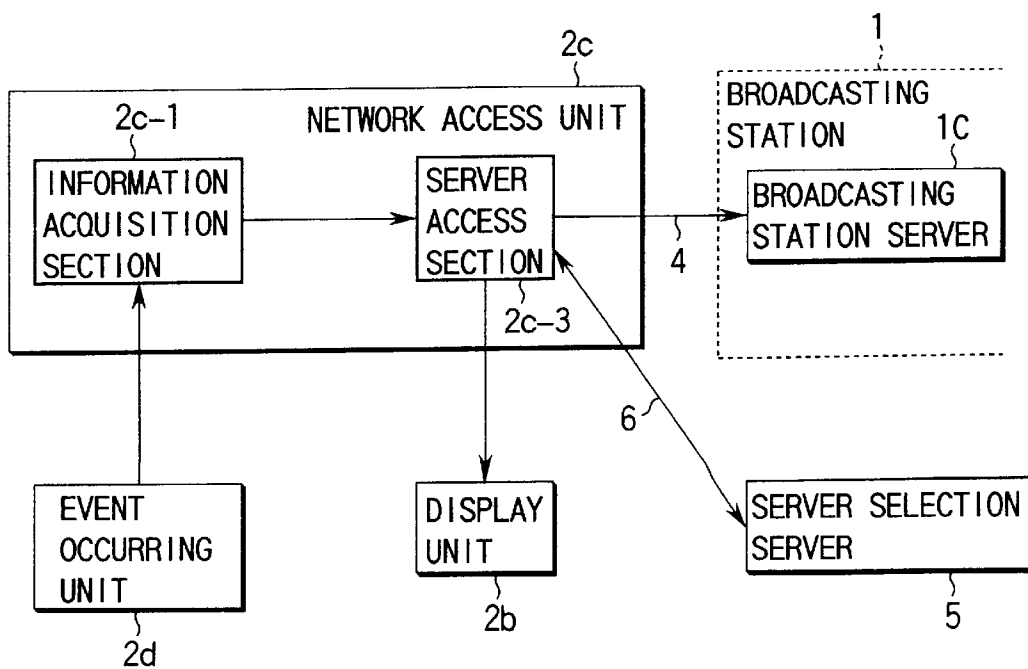 2c
1
2c-1
NETWORK ACCESS UNIT
BROADCASTING
STATION
1C
INFORMATION
ACQUISITION
SECTION
SERVER
ACCESS
SECTION
BROADCASTING
STATION SERVER
4
2c-3
6
EVENT
OCCURRING
UNIT
DISPLAY
UNIT
SERVER SELECTION
SERVER
2d
2b
5